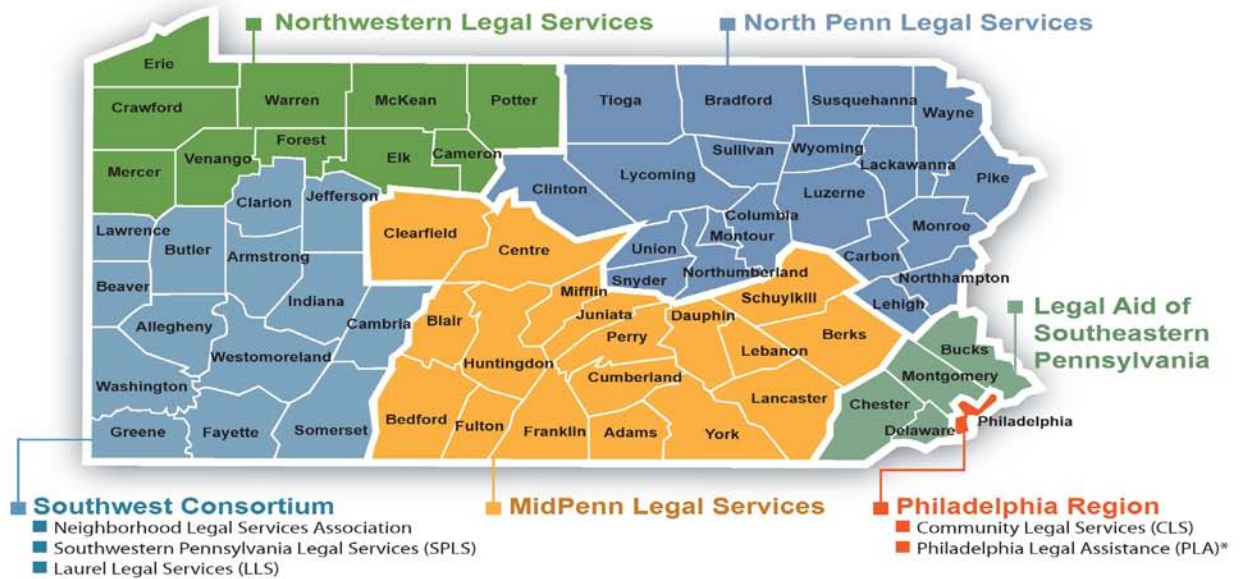 Northwestern Legal Services
North Penn Legal Services
Erie
Crawford
Warren
McKean
Potter
Tioga
Bradford
Susquehanna
Wayne
Mercer
Venango
Forest
Elk
Cameron
Clinton
Lycoming
Sullivan
Wyoming
Lackawanna
Pike
Luzerne
Columbia
Montour
Monroe
Union
Snyder
Northumberland
Carbon
Northhampton
Lehigh
Lawrence
Butler
Clarion
Jefferson
Armstrong
Beaver
Indiana
Allegheny
Cambria
Westomoreland
Washington
Greene
Fayette
Somerset
Clearfield
Centre
Mifflin
Juniata
Blair
Huntingdon
Perry
Dauphin
Schuylkill
Lebanon
Berks
Cumberland
Lancaster
Bedford
Fulton
Franklin
Adams
York
Legal Aid of
Southeastern
Pennsylvania
Bucks
Montgomery
Chester
Delaware
Philadelphia
Southwest Consortium
Neighborhood Legal Services Association
Southwestern Pennsylvania Legal Services (SPLS)
Laurel Legal Services (LLS)
MidPenn Legal Services
Philadelphia Region
Community Legal Services (CLS)
Philadelphia Legal Assistance (PLA)*